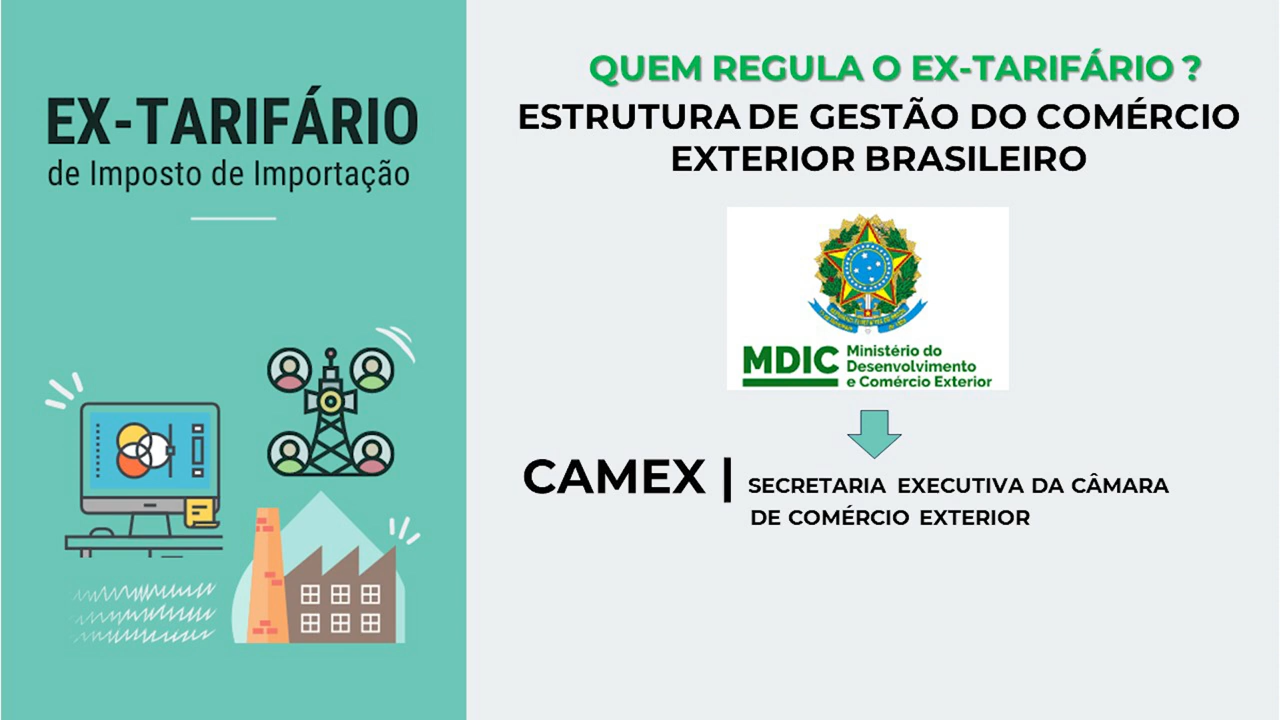 EX-TARIFÁRIO
de Imposto de Importação
QUEM REGULA O EX-TARIFÁRIO ?
ESTRUTURA DE GESTÃO DO COMÉRCIO
EXTERIOR BRASILEIRO
MDIC
Ministério do
Desenvolvimento
e Comércio Exterior
CAMEX |
SECRETARIA EXECUTIVA DA CÂMARA
DE COMÉRCIO EXTERIOR